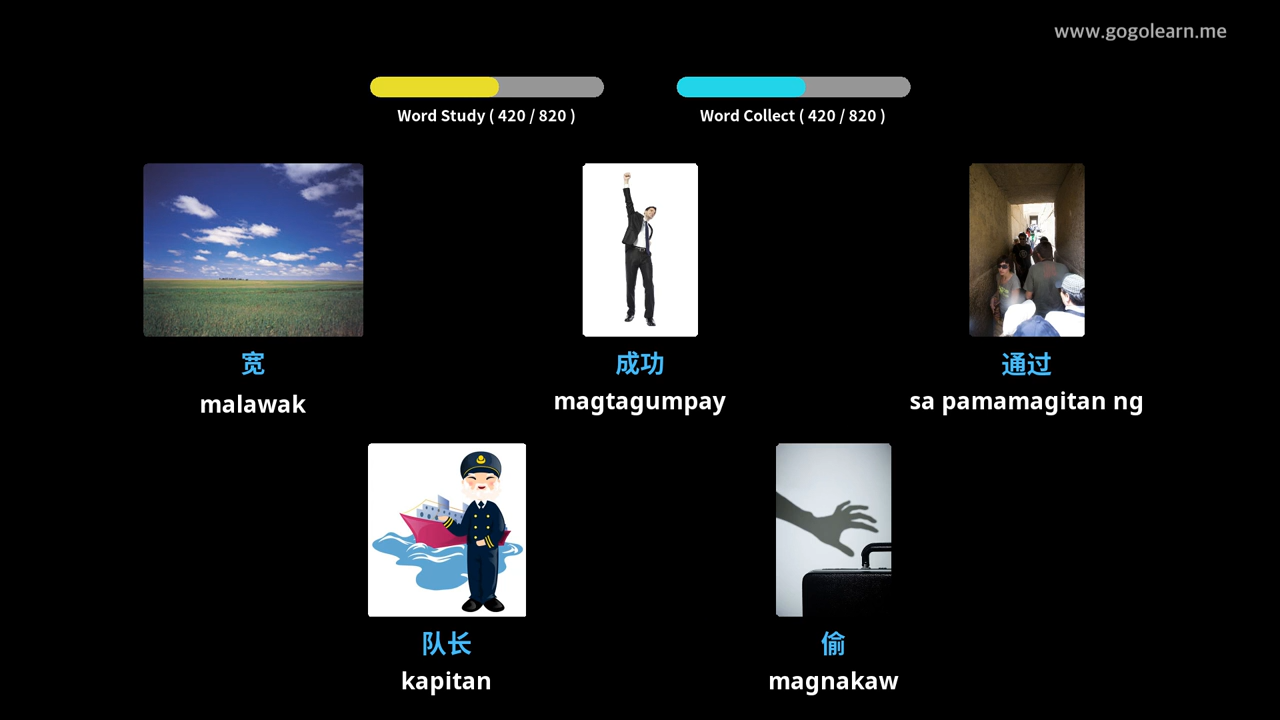 www.gogolearn.me
Word Study ( 420 / 820 )
Word Collect ( 420 / 820 )
宽
malawak
成功
magtagumpay
通过
sa pamamagitan ng
队长
kapitan
偷
magnakaw